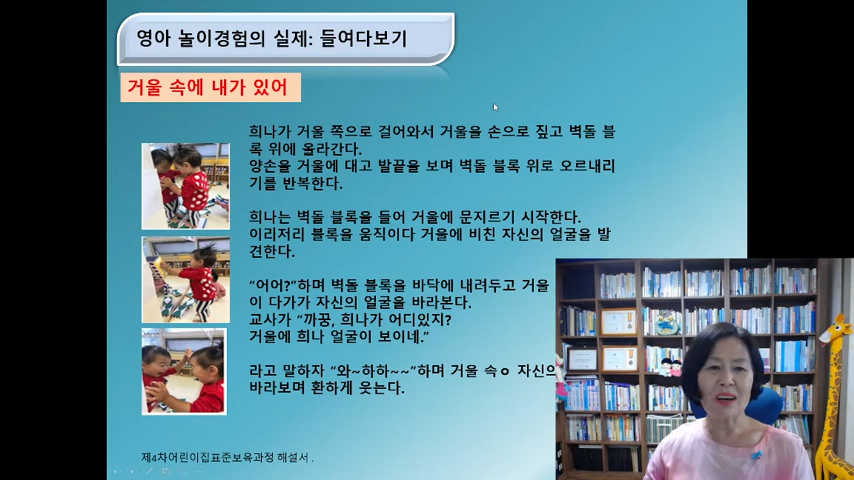 영아 놀이경험의 실제: 들여다보기
거울 속에 내가 있어
희나가 거울 쪽으로 걸어와서 거울을 손으로 짚고 벽돌 블
록 위에 올라간다.
양손을 거울에 대고 발끝을 보며 벽돌 블록 위로 오르내리
기를 반복한다.
희나는 벽돌 블록을 들어 거울에 문지르기 시작한다.
이리저리 블록을 움직이다 거울에 비친 자신의 얼굴을 발
견한다.
“어어?”하며 벽돌 블록을 바닥에 내려두고 거울
이 다가가 자신의 얼굴을 바라본다.
교사가 “까꿍, 희나가 어디있지?
거울에 희나 얼굴이 보이네.”
라고 말하자 “와~하하~~”하며 거울 속ㅇ 자신의
바라보며 환하게 웃는다.
제4차어린이집표준보육과정 해설서 .